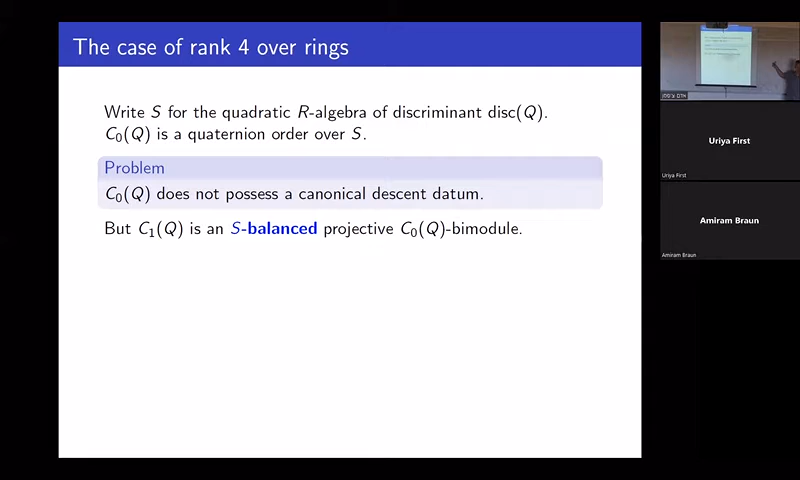 The case of rank 4 over rings
Write S for the quadratic R-algebra of discriminant disc(Q).
C₀(Q) is a quaternion order over S.
Problem
C₀(Q) does not possess a canonical descent datum.
But C₁(Q) is an S-balanced projective C₀(Q)-bimodule.
Uriya First
Uriya First
Amiram Braun
Amiram Braun